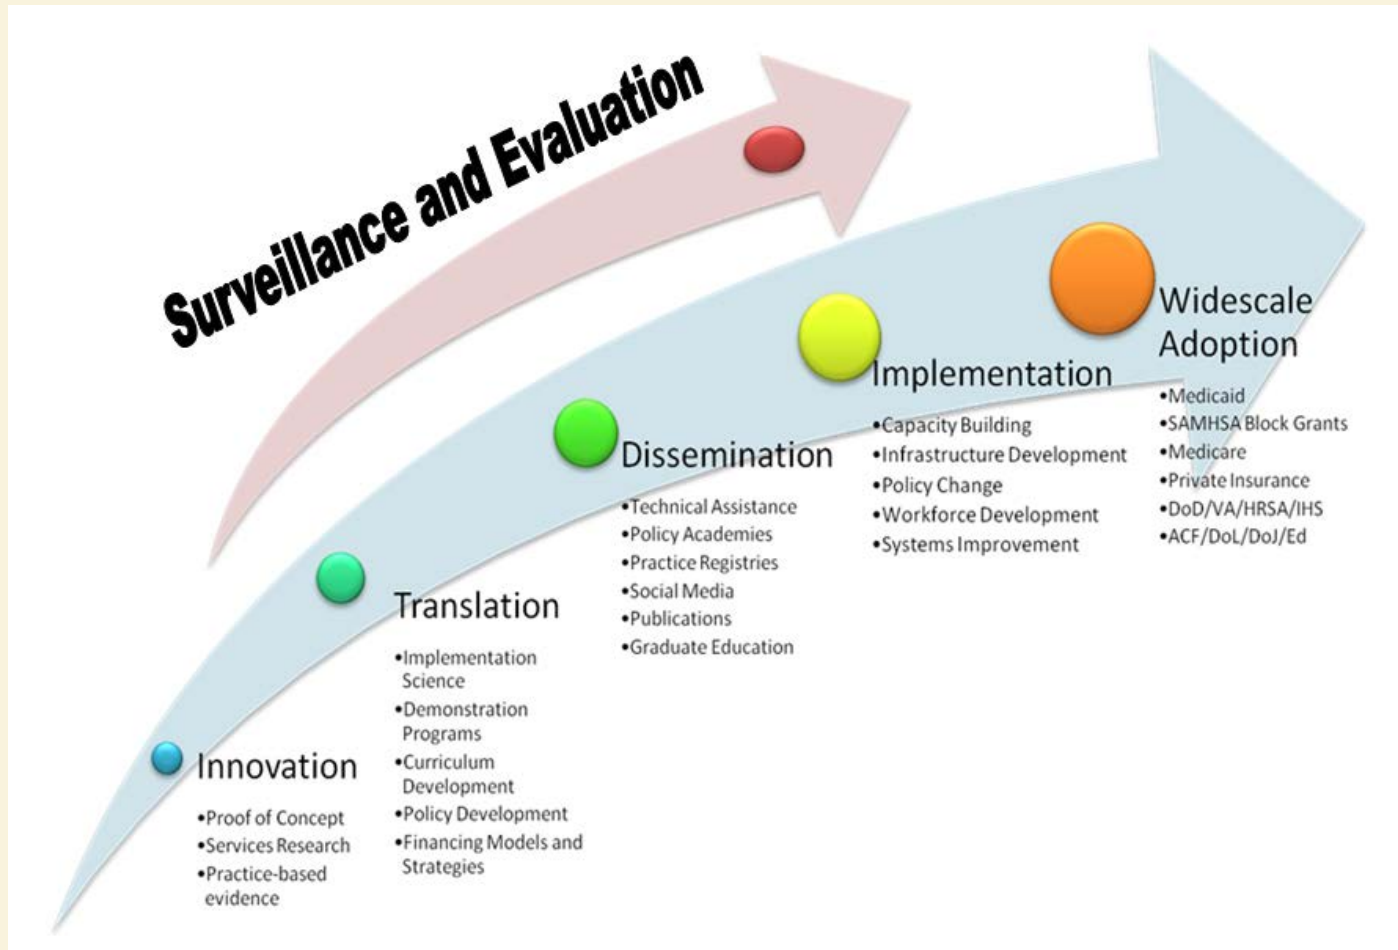 Surveillance and Evaluation
Innovation
•Proof of Concept
•Services Research
•Practice-based
evidence
Translation
•Implementation
Science
•Demonstration
Programs
•Curriculum
Development
•Policy Development
•Financing Models and
Strategies
Dissemination
•Technical Assistance
•Policy Academies
•Practice Registries
•Social Media
•Publications
•Graduate Education
Implementation
•Capacity Building
•Infrastructure Development
•Policy Change
•Workforce Development
•Systems Improvement
Widescale
Adoption
•Medicaid
•SAMHSA Block Grants
•Medicare
•Private Insurance
•DoD/VA/HRSA/IHS
•ACF/DoL/DoJ/Ed